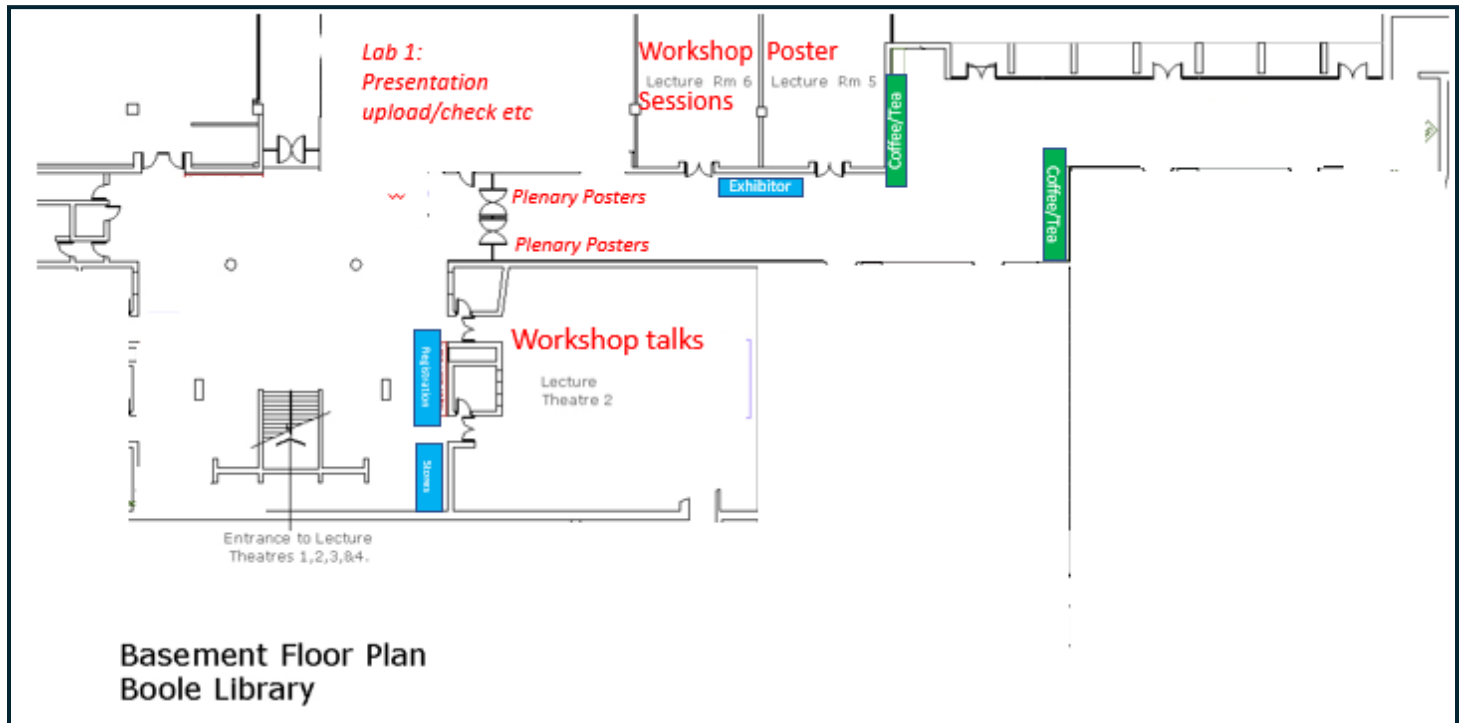 Lab 1:
Presentation
upload/check etc
Workshop Poster
Lecture Rm 6
Lecture Rm 5
Sessions
Coffee/Tea
Coffee/Tea
Exhibitor
Plenary Posters
Plenary Posters
Registration
Workshop talks
Lecture
Theatre 2
Entrance to Lecture
Theatres 1,2,3,&4.
Basement Floor Plan
Boole Library